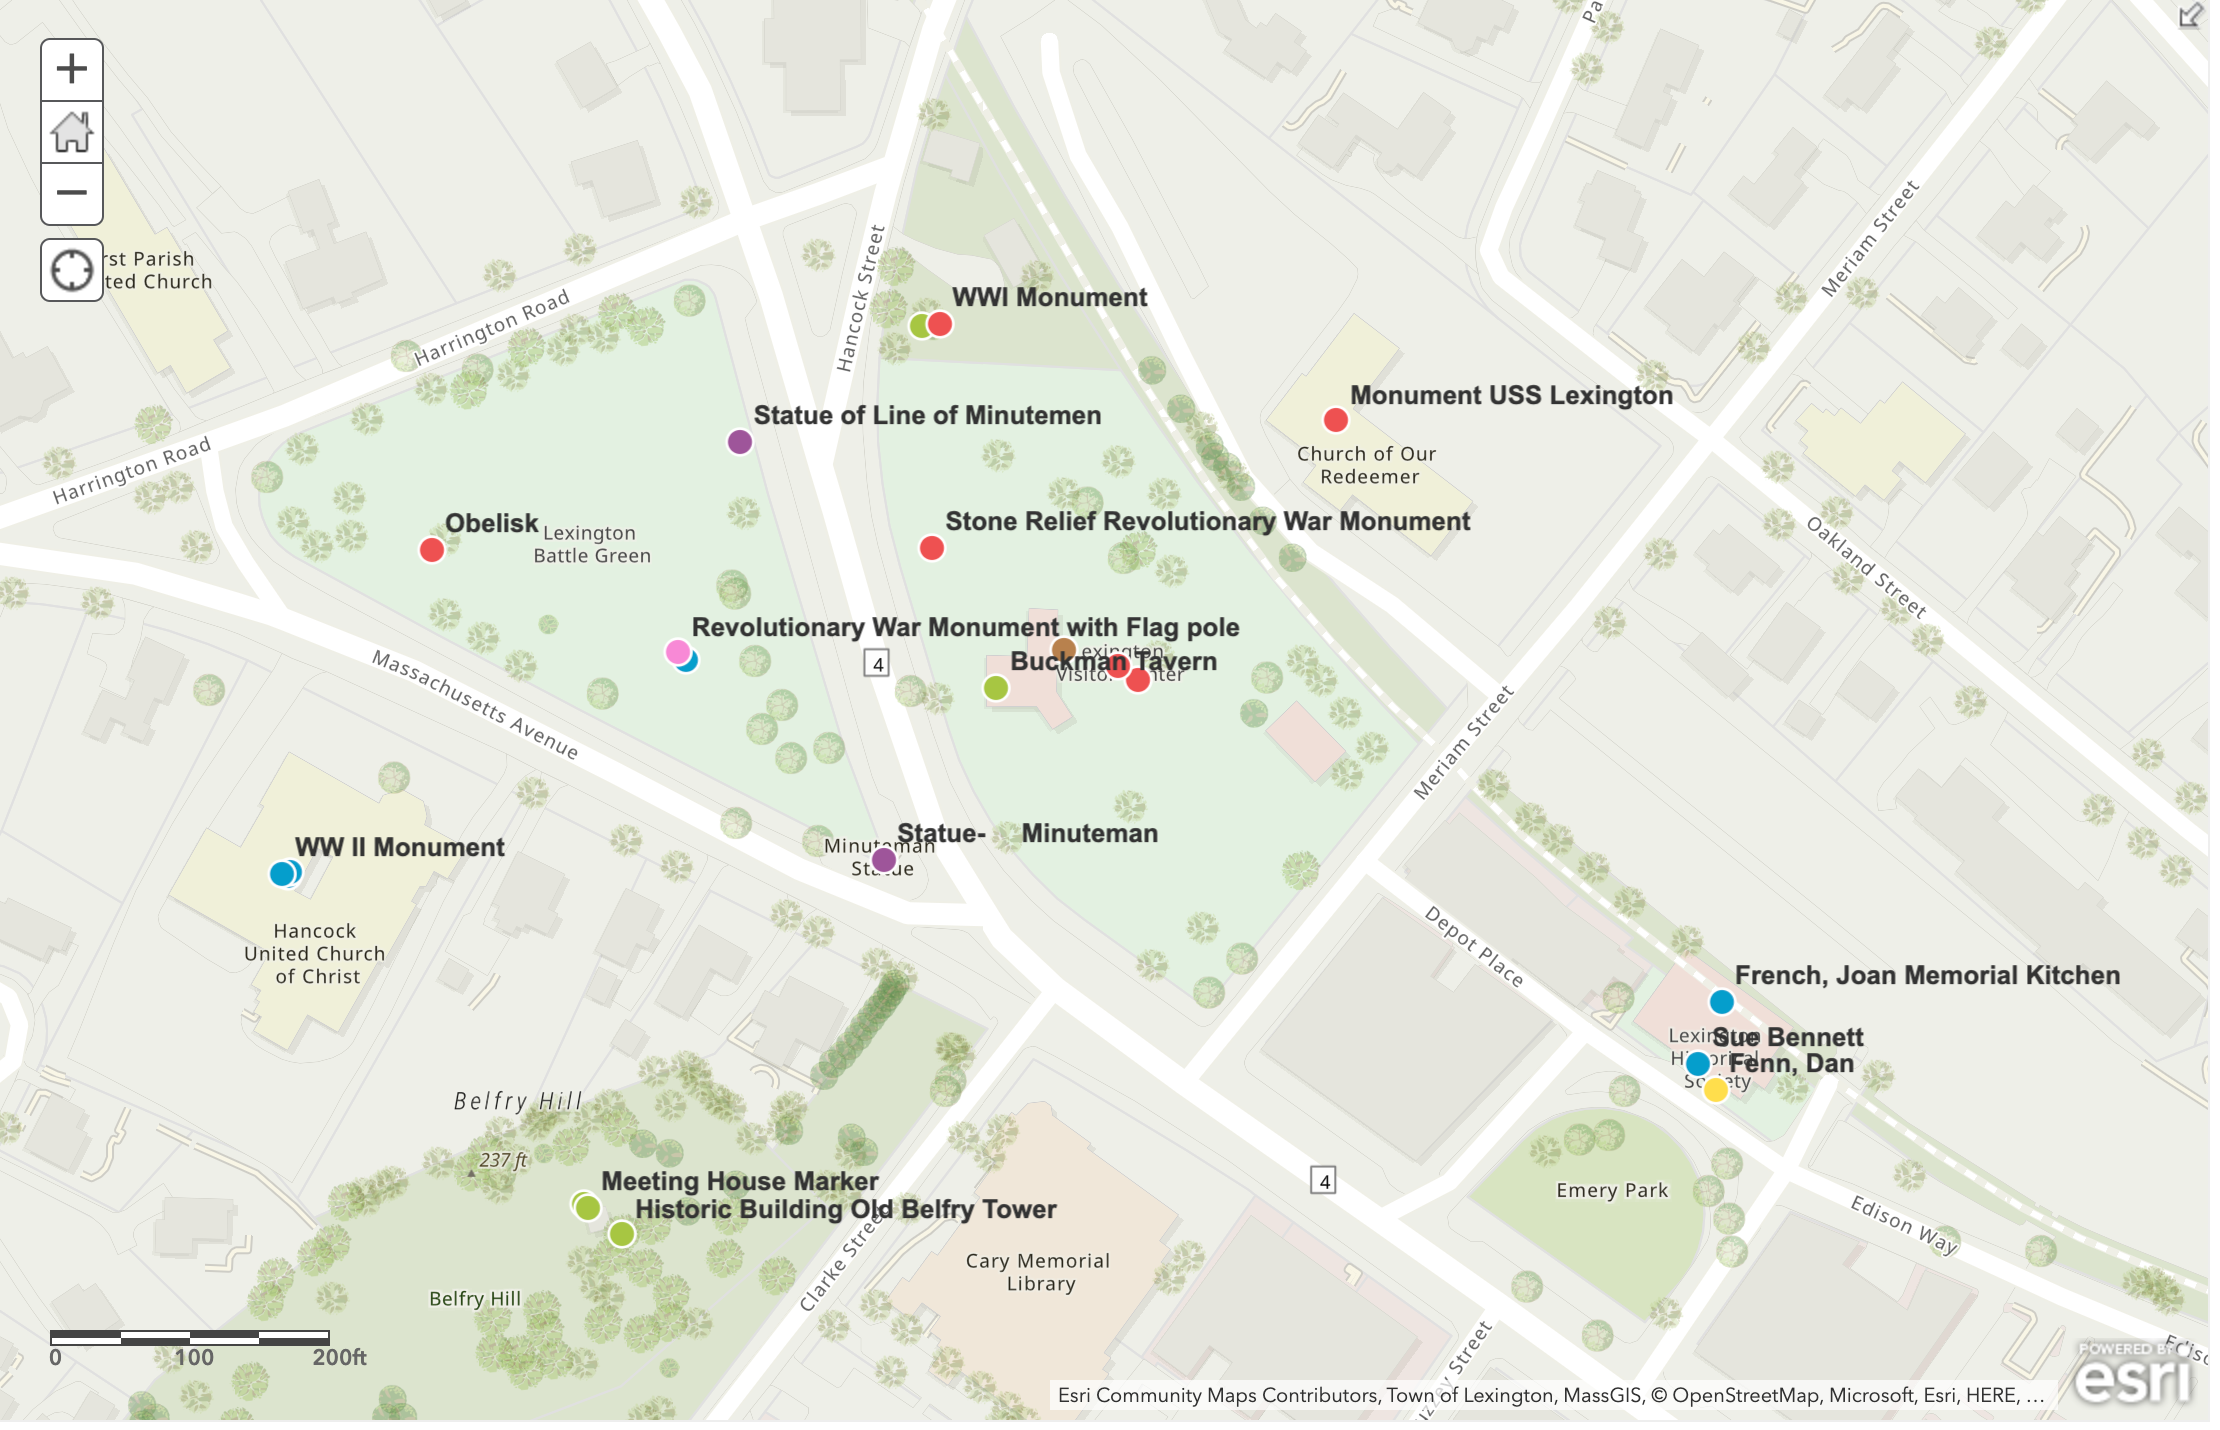 Pa
rst Parish
ted Church
Meriam Street
Harrington Road
Hancock Street
WWI Monument
Monument USS Lexington
Statue of Line of Minutemen
Harrington Road
Church of Our
Redeemer
Obelisk
Lexington
Battle Green
Stone Relief Revolutionary War Monument
Oakland Street
Revolutionary War Monument with Flag pole
4
exington
Buckman Tavern
Massachusetts Avenue
Meriam Street
WW II Monument
Statue- Minuteman
Minuteman
Statue
Hancock
United Church
of Christ
Depot Place
French, Joan Memorial Kitchen
Lexington
Sue Bennett
Historical
Fenn, Dan
Society
Belfry Hill
237 ft
Meeting House Marker
Historic Building Old Belfry Tower
4
Emery Park
Edison Way
Clarke Street
Cary Memorial
Library
Belfry Hill
0 100 200ft
Street
POWERED BY
esri
Esri Community Maps Contributors, Town of Lexington, MassGIS, © OpenStreetMap, Microsoft, Esri, HERE, …